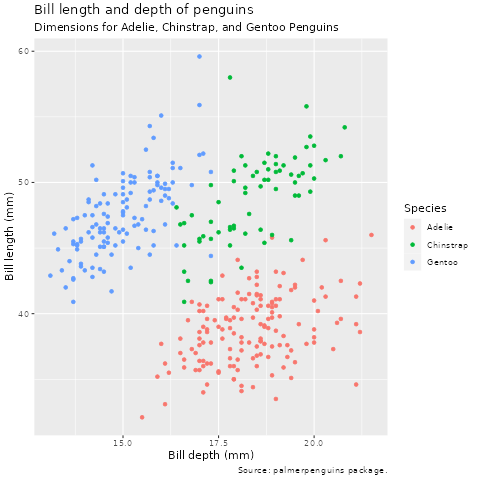 Bill length and depth of penguins
Dimensions for Adelie, Chinstrap, and Gentoo Penguins
60
50
40
Bill length (mm)
15.0
17.5
20.0
Bill depth (mm)
Species
Adelie
Chinstrap
Gentoo
Source: palmerpenguins package.